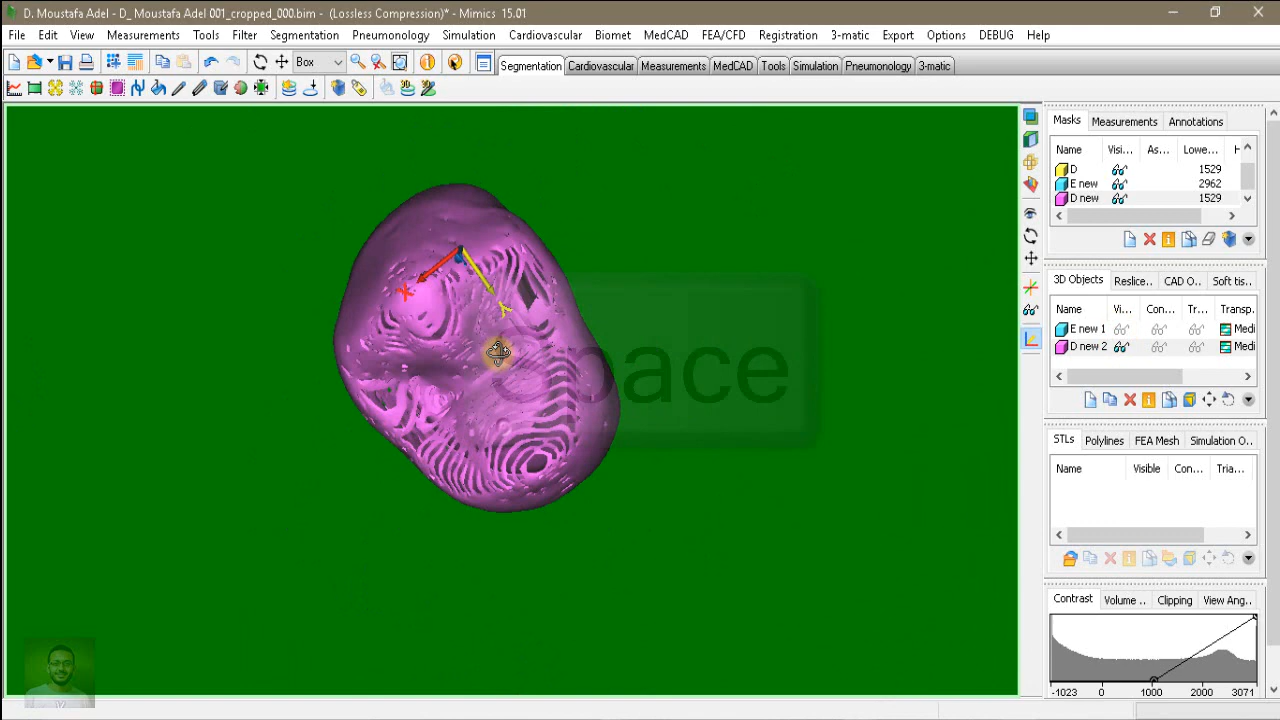 D. Moustafa Adel - D_ Moustafa Adel 001_cropped_000.bim - (Lossless Compression)* - Mimics 15.01
File Edit View Measurements Tools Filter Segmentation Pneumonology Simulation Cardiovascular Biomet MedCAD FEA/CFD Registration 3-matic Export Options DEBUG Help
Box Segmentation Cardiovascular Measurements MedCAD Tools Simulation Pneumonology 3-matic
Masks Measurements Annotations
Name Visi... As... Lowe... H
D 1529
E new 2962
D new 1529
3D Objects Reslice.. CAD O.. Soft tis
Name Vi... Con... Tr... Transp
E new 1 Medi
D new 2 Medi
X
Y
Space
STLs Polylines FEA Mesh Simulation O..
Name Visible Con... Tria...
Contrast Volume .. Clipping View Ang..
-1023 0 1000 2000 3071